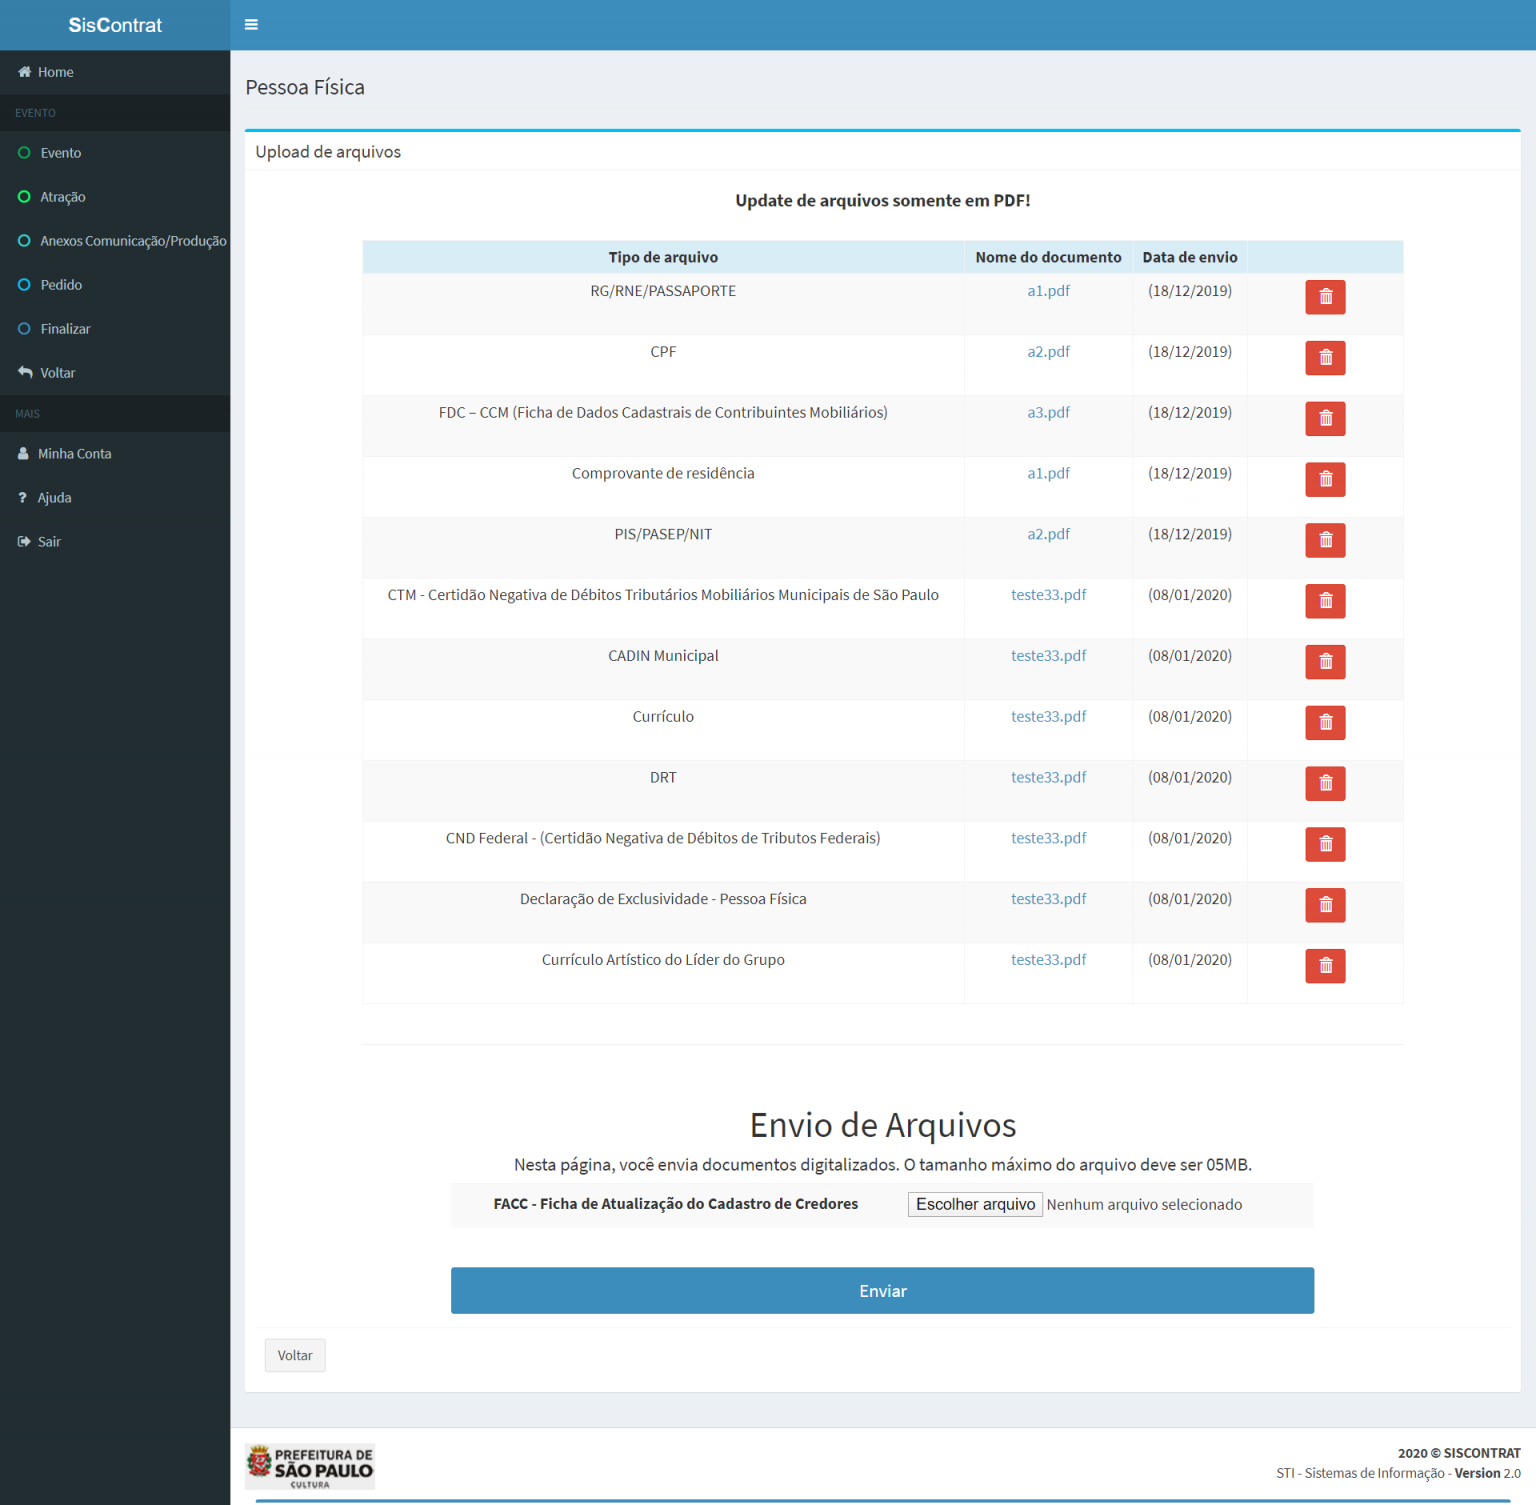 SisContrat
Home
EVENTO
Evento
Atração
Anexos Comunicação/Produção
Pedido
Finalizar
Voltar
MAIS
Minha Conta
Ajuda
Sair
Pessoa Física
Upload de arquivos
Update de arquivos somente em PDF!
Tipo de arquivo Nome do documento Data de envio
RG/RNE/PASSAPORTE a1.pdf (18/12/2019)
CPF a2.pdf (18/12/2019)
FDC – CCM (Ficha de Dados Cadastrais de Contribuintes Mobiliários) a3.pdf (18/12/2019)
Comprovante de residência a1.pdf (18/12/2019)
PIS/PASEP/NIT a2.pdf (18/12/2019)
CTM - Certidão Negativa de Débitos Tributários Mobiliários Municipais de São Paulo teste33.pdf (08/01/2020)
CADIN Municipal teste33.pdf (08/01/2020)
Currículo teste33.pdf (08/01/2020)
DRT teste33.pdf (08/01/2020)
CND Federal - (Certidão Negativa de Débitos de Tributos Federais) teste33.pdf (08/01/2020)
Declaração de Exclusividade - Pessoa Física teste33.pdf (08/01/2020)
Currículo Artístico do Líder do Grupo teste33.pdf (08/01/2020)
Envio de Arquivos
Nesta página, você envia documentos digitalizados. O tamanho máximo do arquivo deve ser 05MB.
FACC - Ficha de Atualização do Cadastro de Credores Escolher arquivo Nenhum arquivo selecionado
Enviar
Voltar
PREFEITURA DE
SÃO PAULO
CULTURA
2020 © SISCONTRAT
STI - Sistemas de Informação - Version 2.0